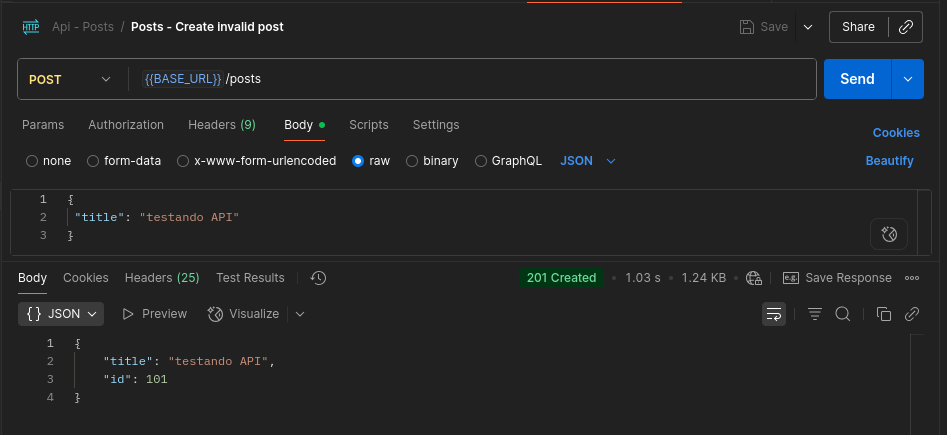 HTTP Api - Posts / Posts - Create invalid post Save Share
POST {{BASE_URL}} /posts Send
Params Authorization Headers (9) Body Scripts Settings Cookies
none form-data x-www-form-urlencoded raw binary GraphQL JSON Beautify
1 {
2 "title": "testando API"
3 }
Body Cookies Headers (25) Test Results 201 Created • 1.03 s • 1.24 KB • e.g. Save Response
{} JSON Preview Visualize
1 {
2 "title": "testando API",
3 "id": 101
4 }